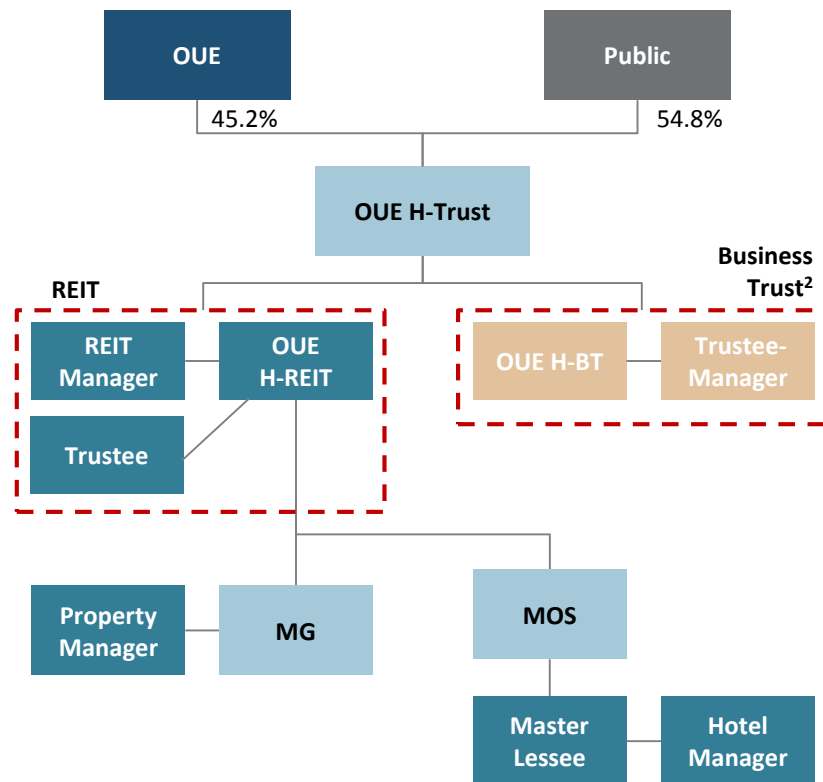 OUE
Public
45.2%
54.8%
OUE H-Trust
REIT
Business
Trust²
REIT
Manager
OUE
H-REIT
OUE H-BT
Trustee-
Manager
Trustee
Property
Manager
MG
MOS
Master
Lessee
Hotel
Manager